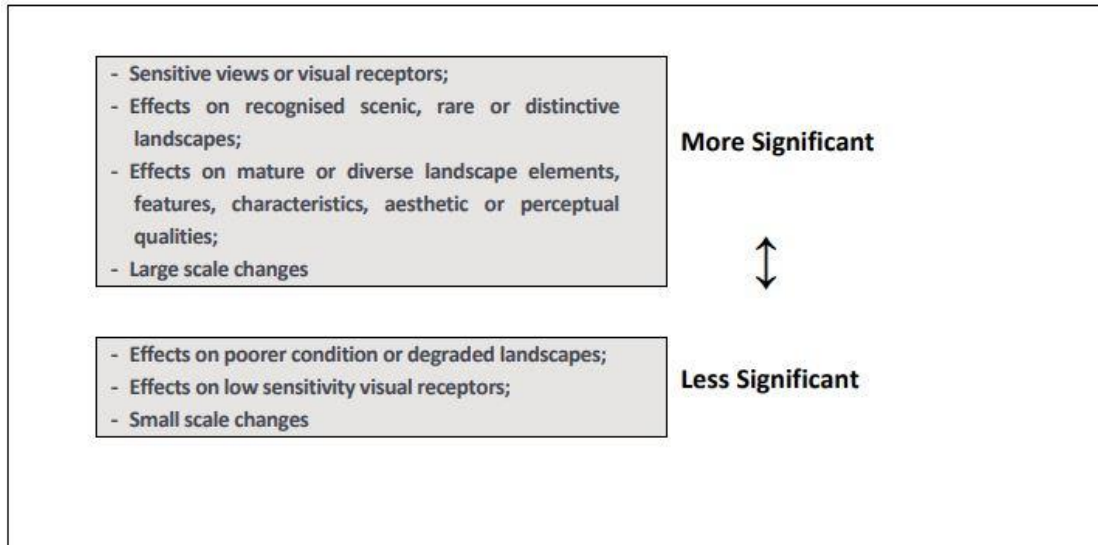 - Sensitive views or visual receptors;
- Effects on recognised scenic, rare or distinctive
landscapes;
- Effects on mature or diverse landscape elements,
features, characteristics, aesthetic or perceptual
qualities;
- Large scale changes
More Significant
↕
- Effects on poorer condition or degraded landscapes;
- Effects on low sensitivity visual receptors;
- Small scale changes
Less Significant